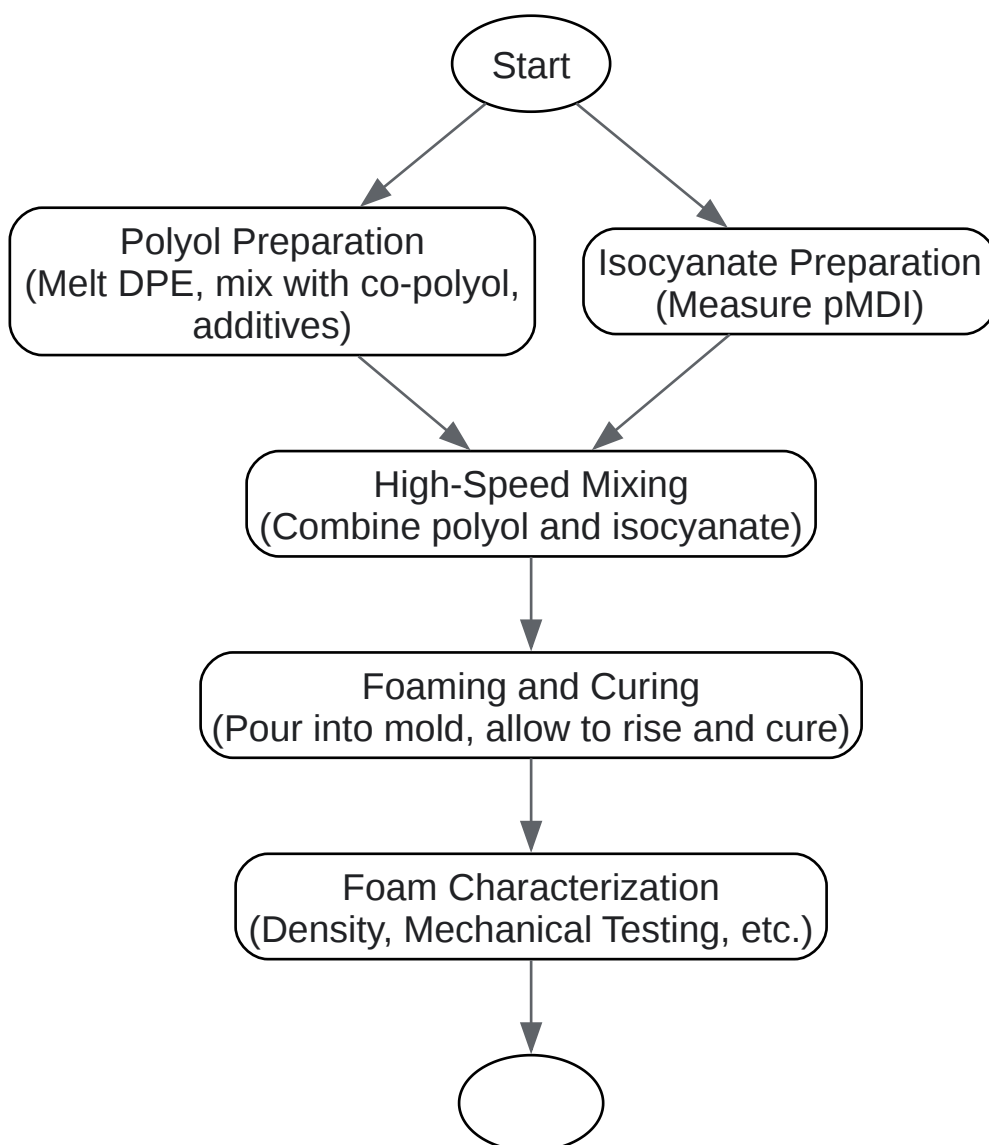 Start
Polyol Preparation
(Melt DPE, mix with co-polyol,
additives)
Isocyanate Preparation
(Measure pMDI)
High-Speed Mixing
(Combine polyol and isocyanate)
Foaming and Curing
(Pour into mold, allow to rise and cure)
Foam Characterization
(Density, Mechanical Testing, etc.)